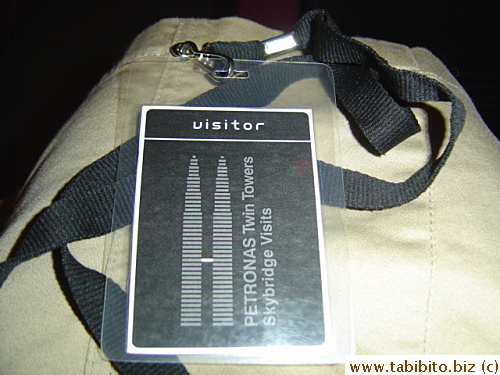 visitor
PETRONAS Twin Towers
Skybridge Visits
www.tabibito.biz (c)